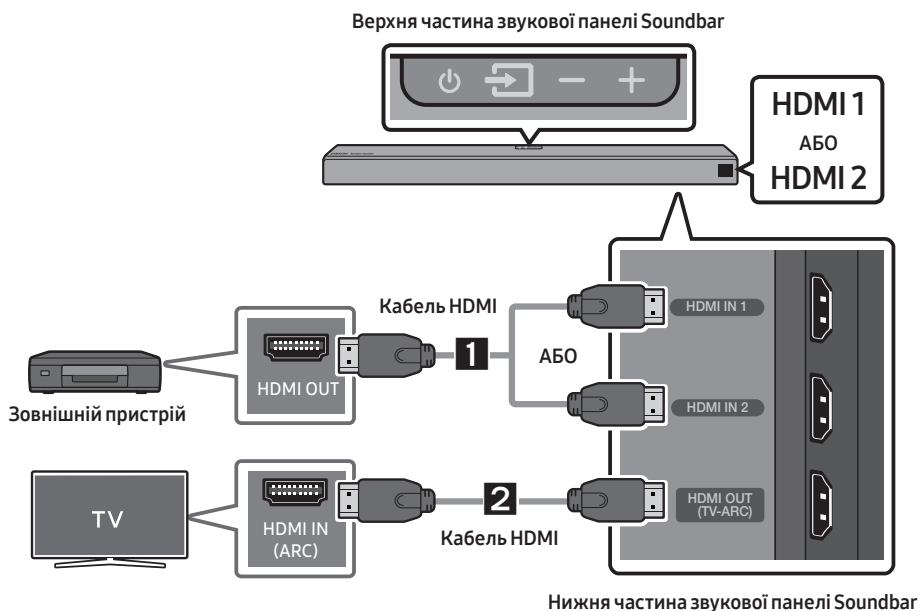 Верхня частина звукової панелі Soundbar
HDMI 1
АБО
HDMI 2
Кабель HDMI
HDMI IN 1
1
АБО
HDMI OUT
HDMI IN 2
Зовнішній пристрій
TV
HDMI IN
(ARC)
2
Кабель HDMI
HDMI OUT
(TV-ARC)
Нижня частина звукової панелі Soundbar